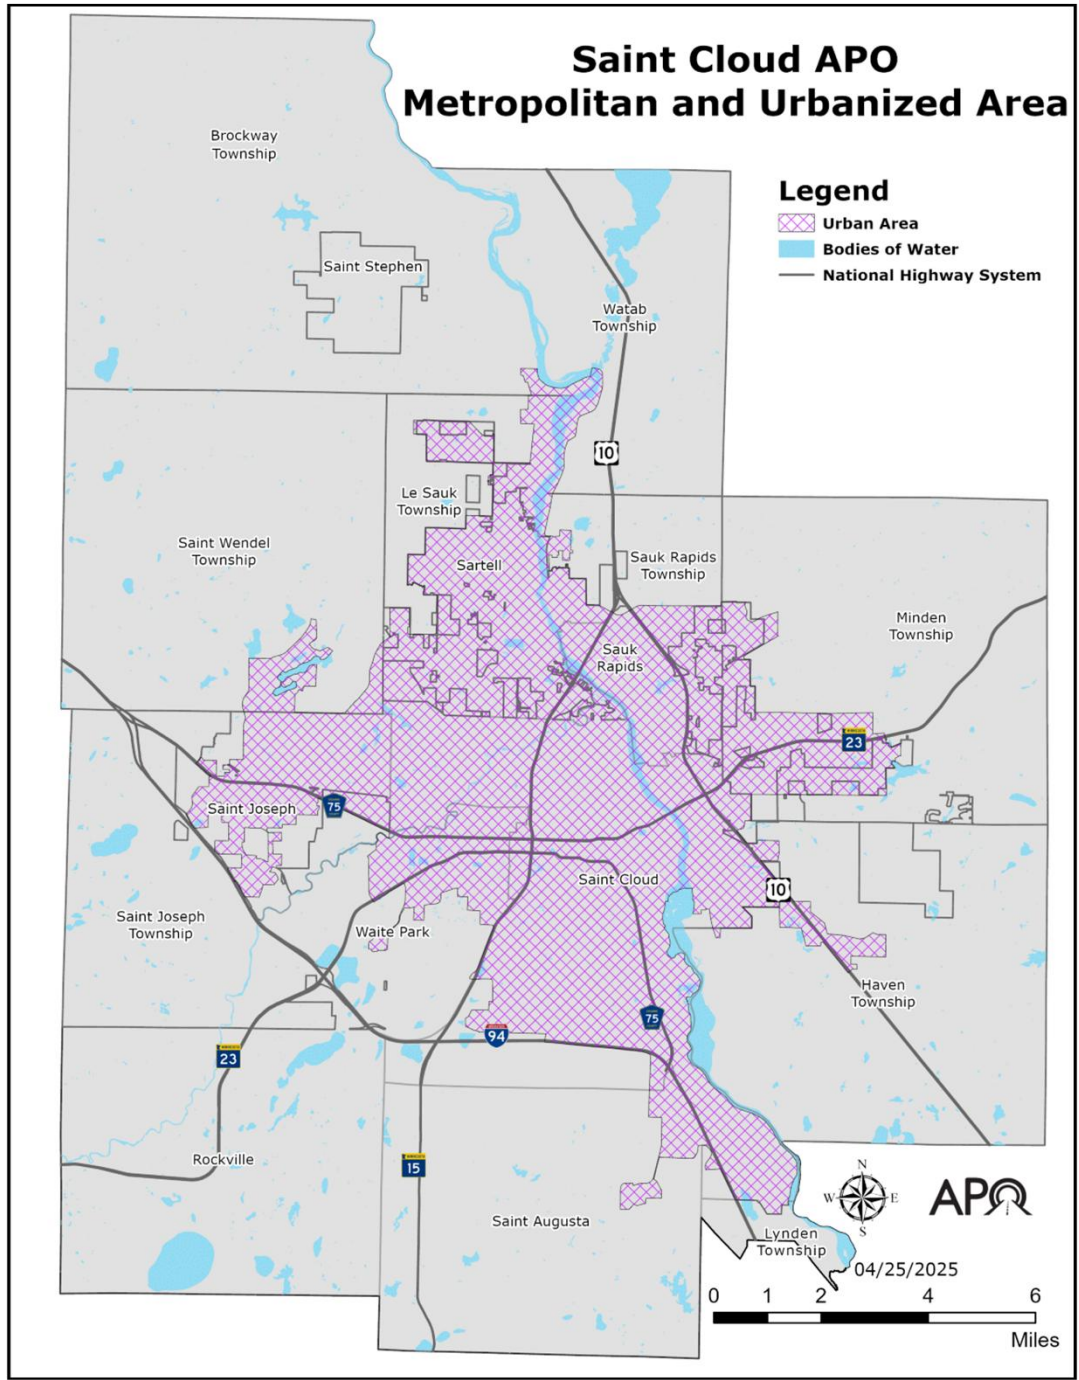 Saint Cloud APO
Metropolitan and Urbanized Area
Legend
Urban Area
Bodies of Water
National Highway System
Brockway
Township
Saint Stephen
Watab
Township
10
Le Sauk
Township
Saint Wendel
Township
Sartell
Sauk Rapids
Township
Minden
Township
Sauk
Rapids
23
75
Saint Joseph
Saint Cloud
10
Saint Joseph
Township
Waite Park
Haven
Township
75
94
23
15
Rockville
Saint Augusta
Lynden
Township
N
W
E
S
APO
04/25/2025
0 1 2 4 6
Miles